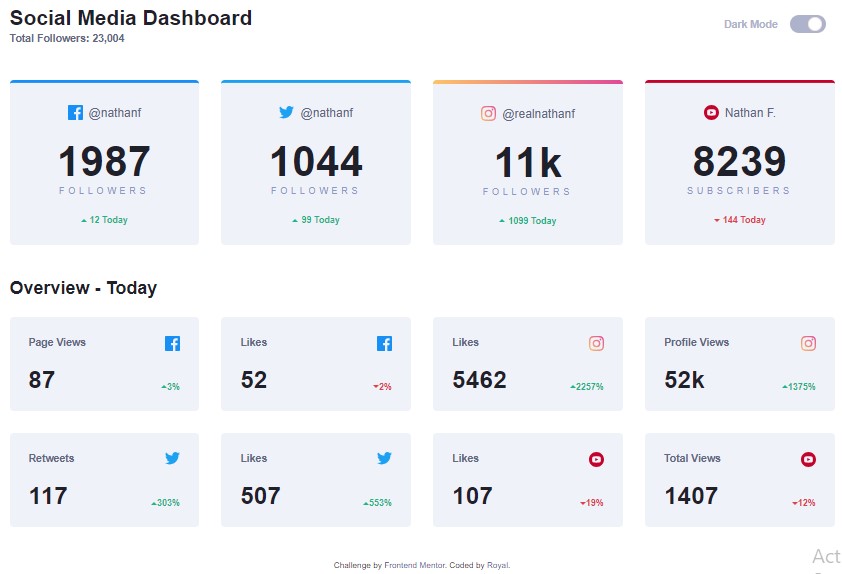 Social Media Dashboard
Total Followers: 23,004
Dark Mode
@nathanf
1987
FOLLOWERS
12 Today
@nathanf
1044
FOLLOWERS
99 Today
@realnathanf
11k
FOLLOWERS
1099 Today
Nathan F.
8239
SUBSCRIBERS
144 Today
Overview - Today
Page Views
87
3%
Likes
52
2%
Likes
5462
2257%
Profile Views
52k
1375%
Retweets
117
303%
Likes
507
553%
Likes
107
19%
Total Views
1407
12%
Challenge by Frontend Mentor. Coded by Royal.
Act